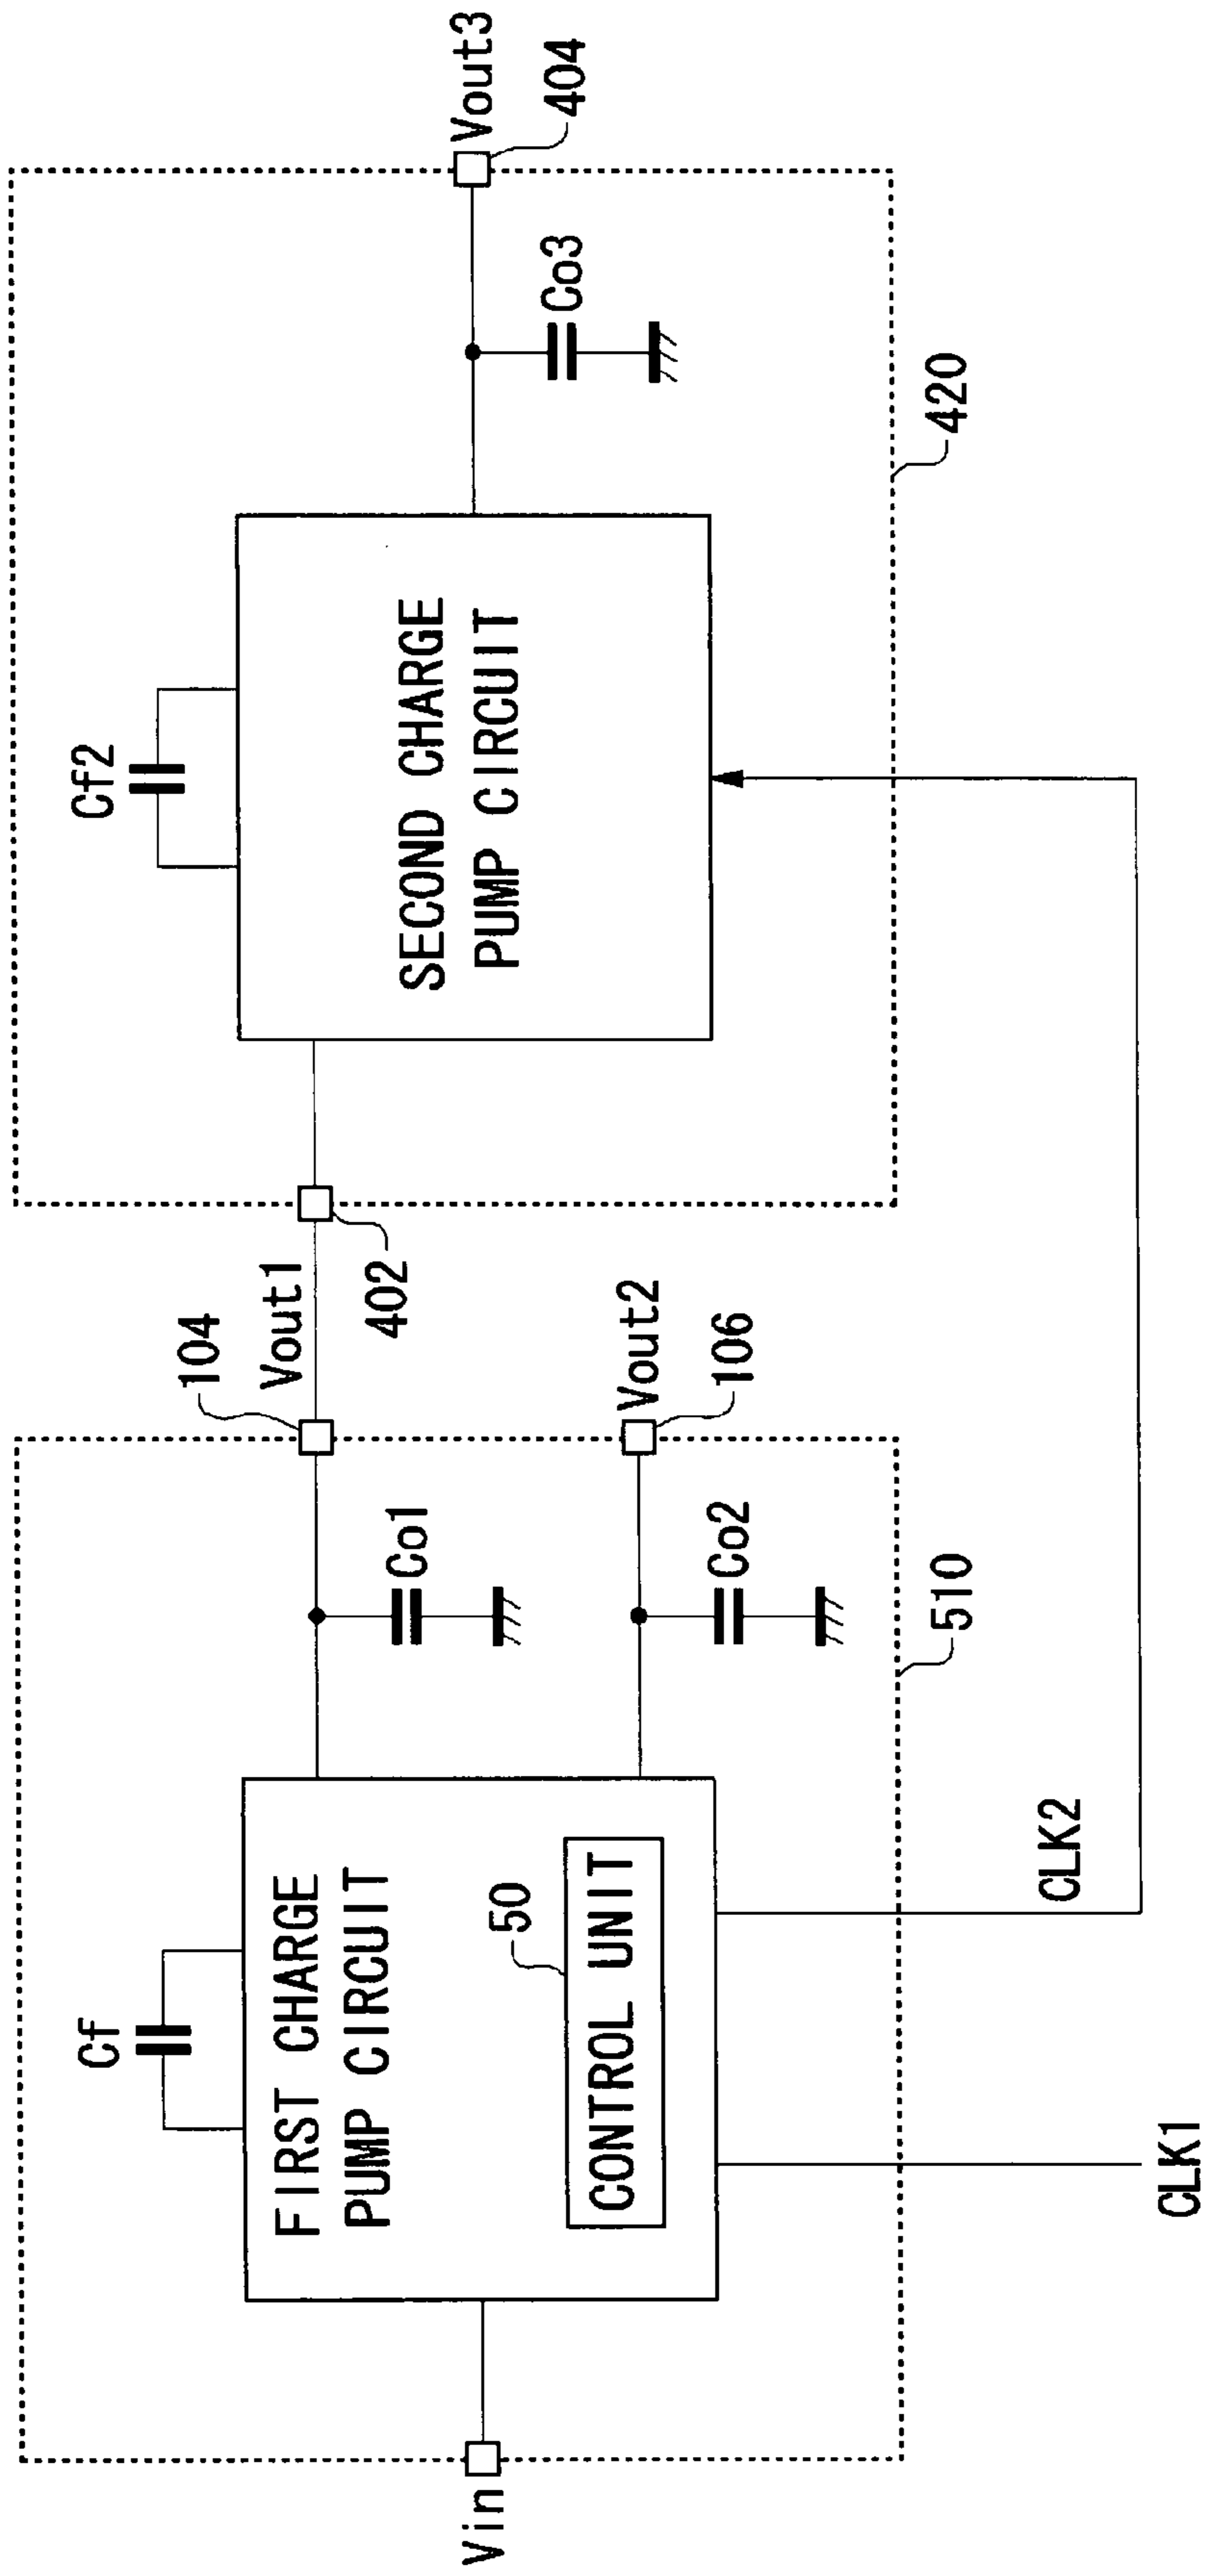 Cf
Cf2
FIRST CHARGE
PUMP CIRCUIT
50
CONTROL UNIT
Vin
Co1
Co2
104
Vout1
402
Vout2
106
SECOND CHARGE
PUMP CIRCUIT
Co3
Vout3
404
510
420
CLK2
CLK1